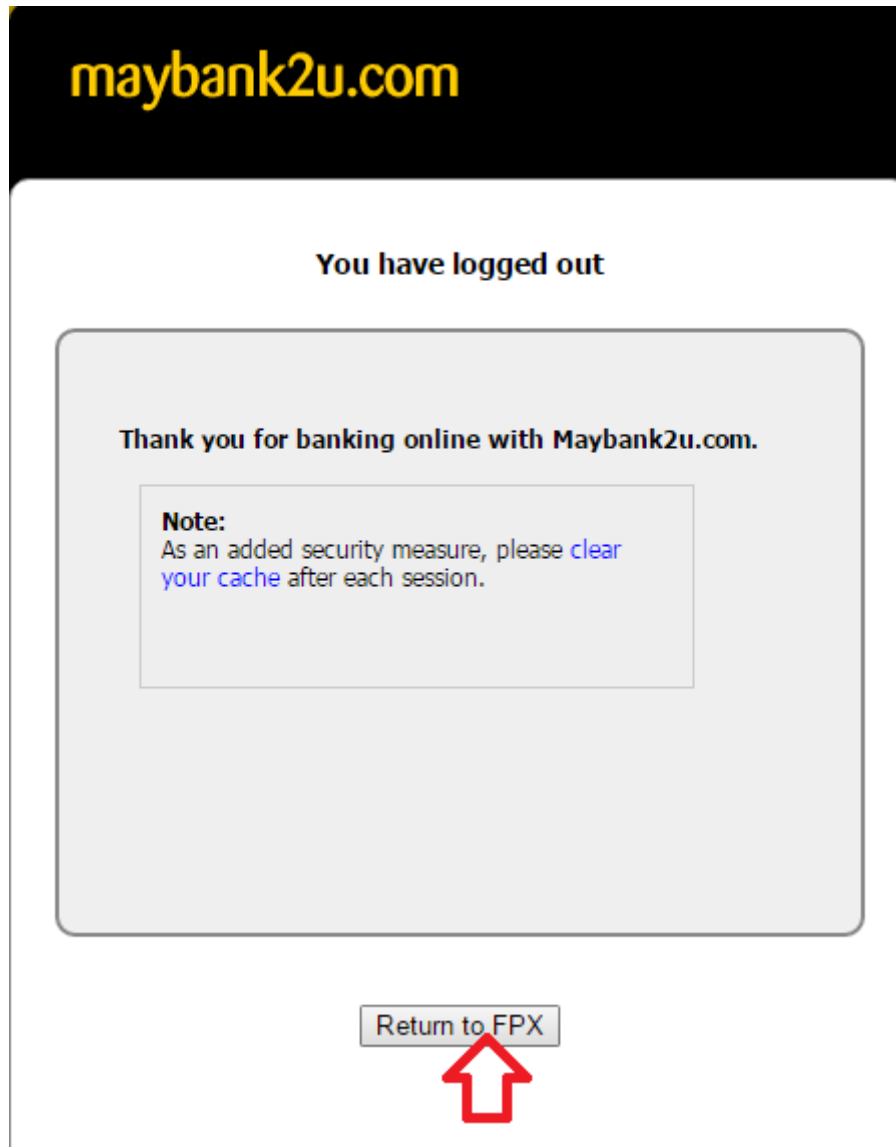 maybank2u.com
You have logged out
Thank you for banking online with Maybank2u.com.
Note:
As an added security measure, please clear
your cache after each session.
Return to FPX